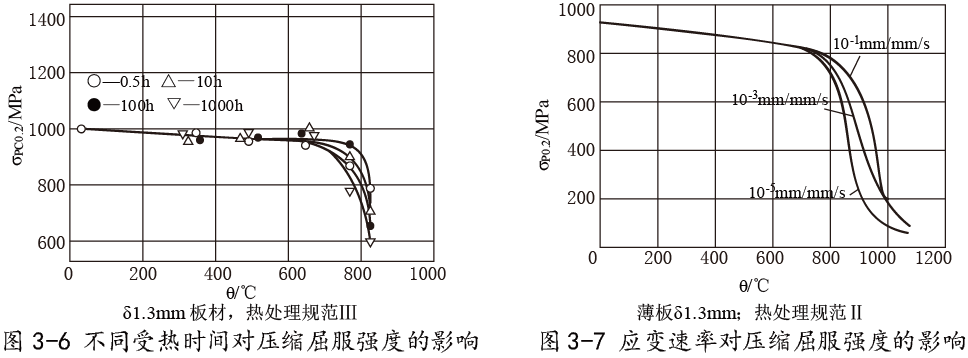 1400
1200
1000
800
600
σPC0.2/MPa
○—0.5h △—10h
●—100h ▽—1000h
0 200 400 600 800 1000
θ/℃
δ1.3mm 板材，热处理规范III
图 3-6 不同受热时间对压缩屈服强度的影响
1000
800
600
400
200
σP0.2/MPa
10-1mm/mm/s
10-3mm/mm/s
10-5mm/mm/s
0 200 400 600 800 1000 1200
θ/℃
薄板δ1.3mm；热处理规范Ⅱ
图 3-7 应变速率对压缩屈服强度的影响